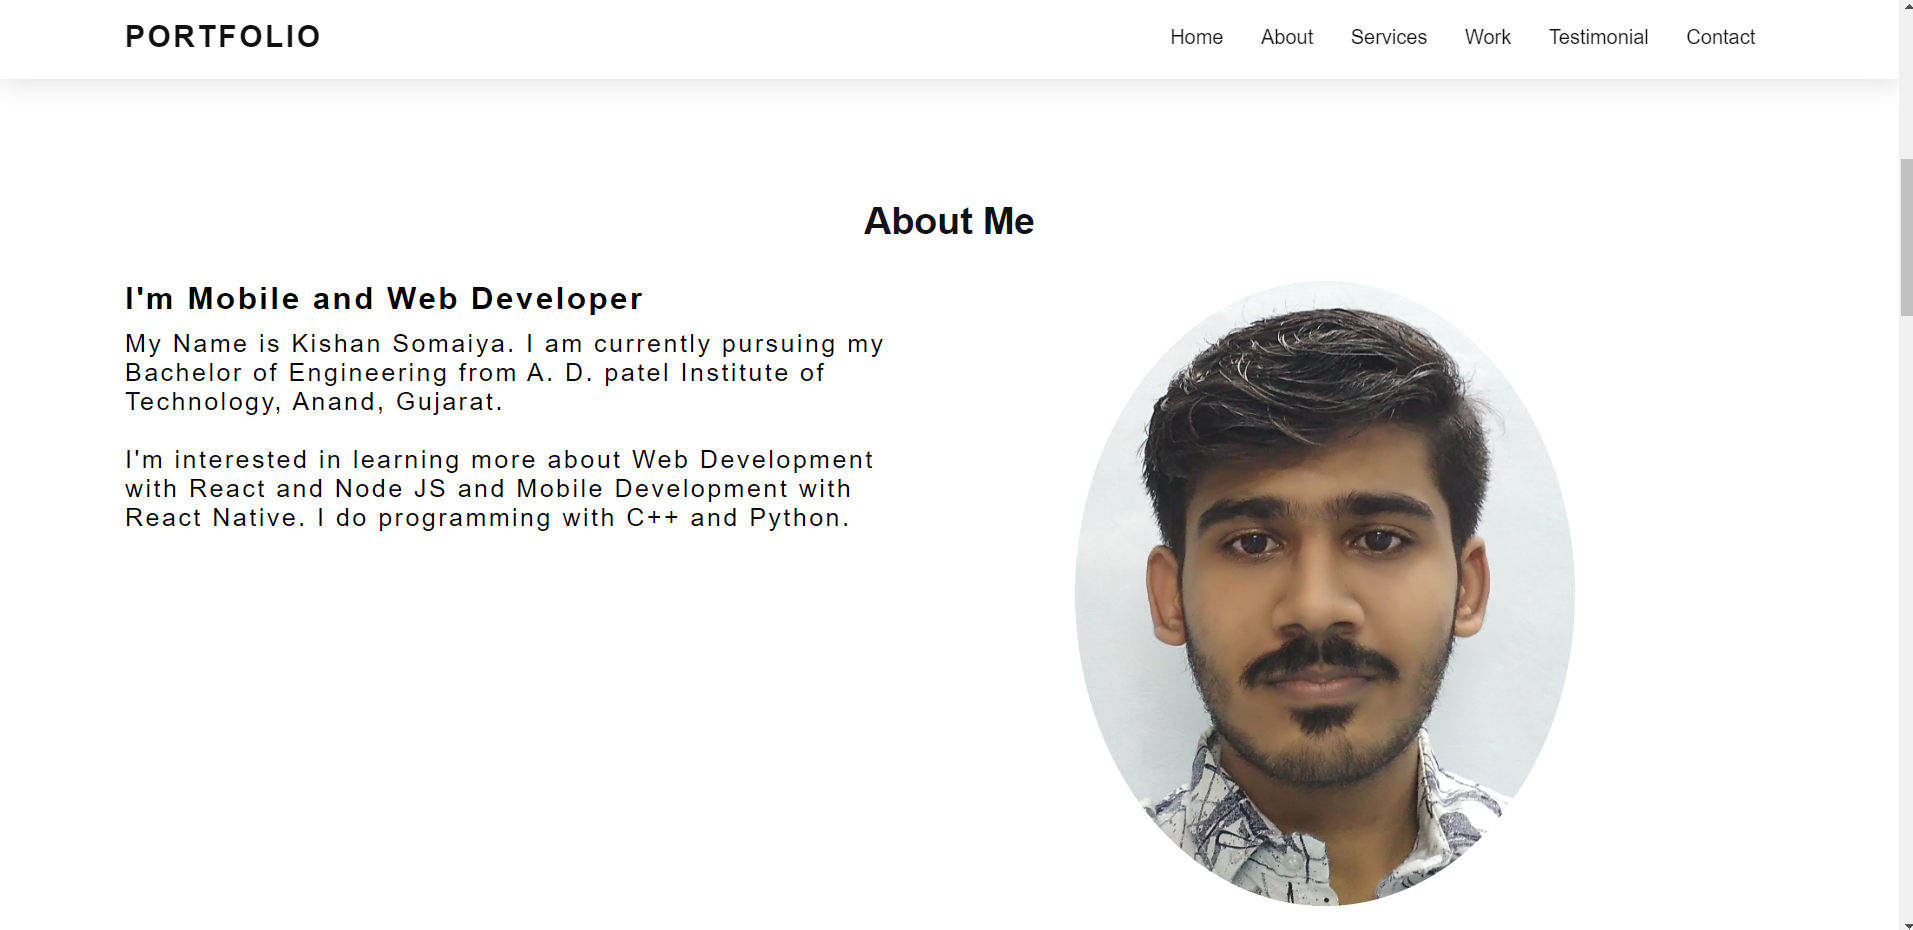 PORTFOLIO
Home About Services Work Testimonial Contact
About Me
I'm Mobile and Web Developer
My Name is Kishan Somaiya. I am currently pursuing my
Bachelor of Engineering from A. D. patel Institute of
Technology, Anand, Gujarat.
I'm interested in learning more about Web Development
with React and Node JS and Mobile Development with
React Native. I do programming with C++ and Python.